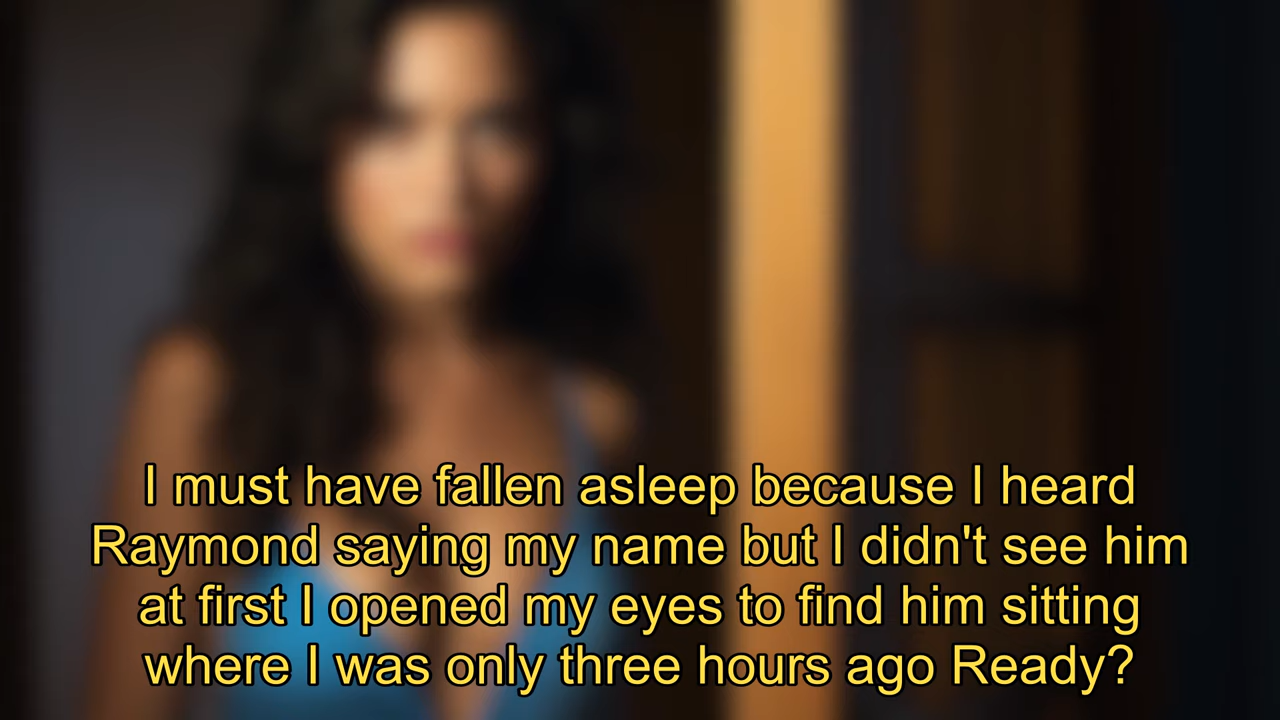 I must have fallen asleep because I heard
Raymond saying my name but I didn't see him
at first I opened my eyes to find him sitting
where I was only three hours ago Ready?